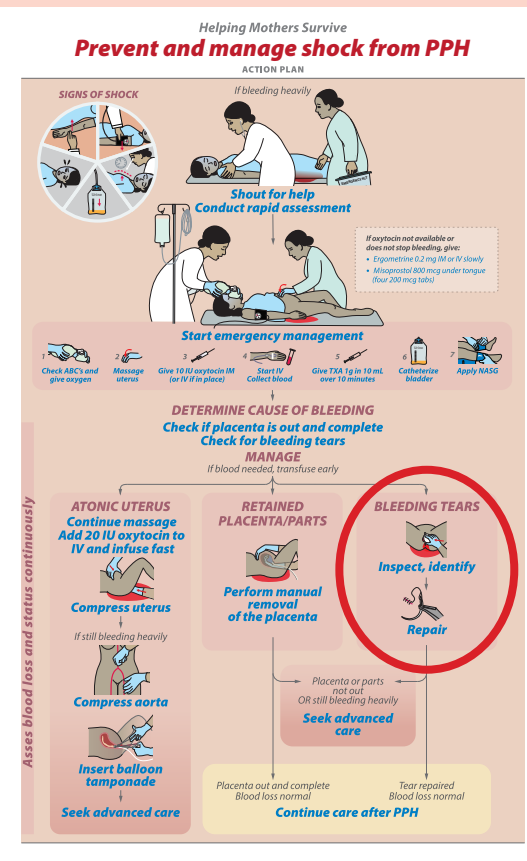 Helping Mothers Survive
Prevent and manage shock from PPH
ACTION PLAN
SIGNS OF SHOCK
If bleeding heavily
Shout for help
Conduct rapid assessment
If oxytocin not available or
does not stop bleeding, give:
• Ergometrine 0.2 mg IM or IV slowly
• Misoprostol 800 mcg under tongue
(four 200 mcg tabs)
Start emergency management
1
Check ABC's and
give oxygen
2
Massage
uterus
3
Give 10 IU oxytocin IM
(or IV if in place)
4
Start IV
Collect blood
5
Give TXA 1g in 10 mL
over 10 minutes
6
Catheterize
bladder
7
Apply NASG
DETERMINE CAUSE OF BLEEDING
Check if placenta is out and complete
Check for bleeding tears
MANAGE
If blood needed, transfuse early
Asses blood loss and status continuously
ATONIC UTERUS
Continue massage
Add 20 IU oxytocin to
IV and infuse fast
Compress uterus
If still bleeding heavily
Compress aorta
Insert balloon
tamponade
Seek advanced care
RETAINED
PLACENTA/PARTS
Perform manual
removal
of the placenta
BLEEDING TEARS
Inspect, identify
Repair
Placenta or parts
not out
OR still bleeding heavily
Seek advanced
care
Placenta out and complete
Blood loss normal
Tear repaired
Blood loss normal
Continue care after PPH